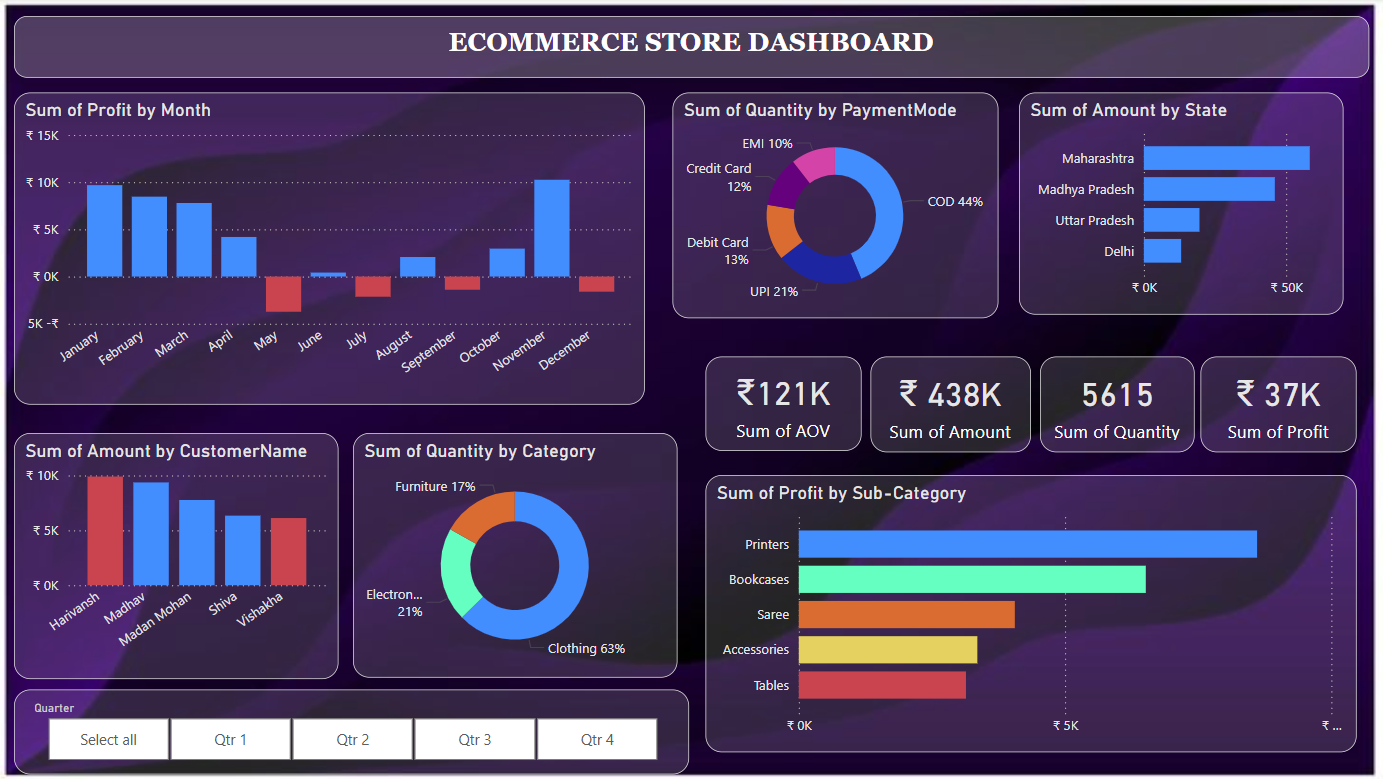 ECOMMERCE STORE DASHBOARD
Sum of Profit by Month
₹ 15K
₹ 10K
₹ 5K
₹ 0K
5K -₹
January
February
March
April
May
June
July
August
September
October
November
December
Sum of Quantity by PaymentMode
EMI 10%
Credit Card
12%
Debit Card
13%
UPI 21%
COD 44%
Sum of Amount by State
Maharashtra
Madhya Pradesh
Uttar Pradesh
Delhi
₹ 0K
₹ 50K
₹121K
Sum of AOV
₹ 438K
Sum of Amount
5615
Sum of Quantity
₹ 37K
Sum of Profit
Sum of Amount by CustomerName
₹ 10K
₹ 5K
₹ 0K
Harivansh
Madhav
Madan Mohan
Shiva
Vishakha
Sum of Quantity by Category
Furniture 17%
Electron...
21%
Clothing 63%
Sum of Profit by Sub-Category
Printers
Bookcases
Saree
Accessories
Tables
₹ 0K
₹ 5K
₹ ...
Quarter
Select all
Qtr 1
Qtr 2
Qtr 3
Qtr 4